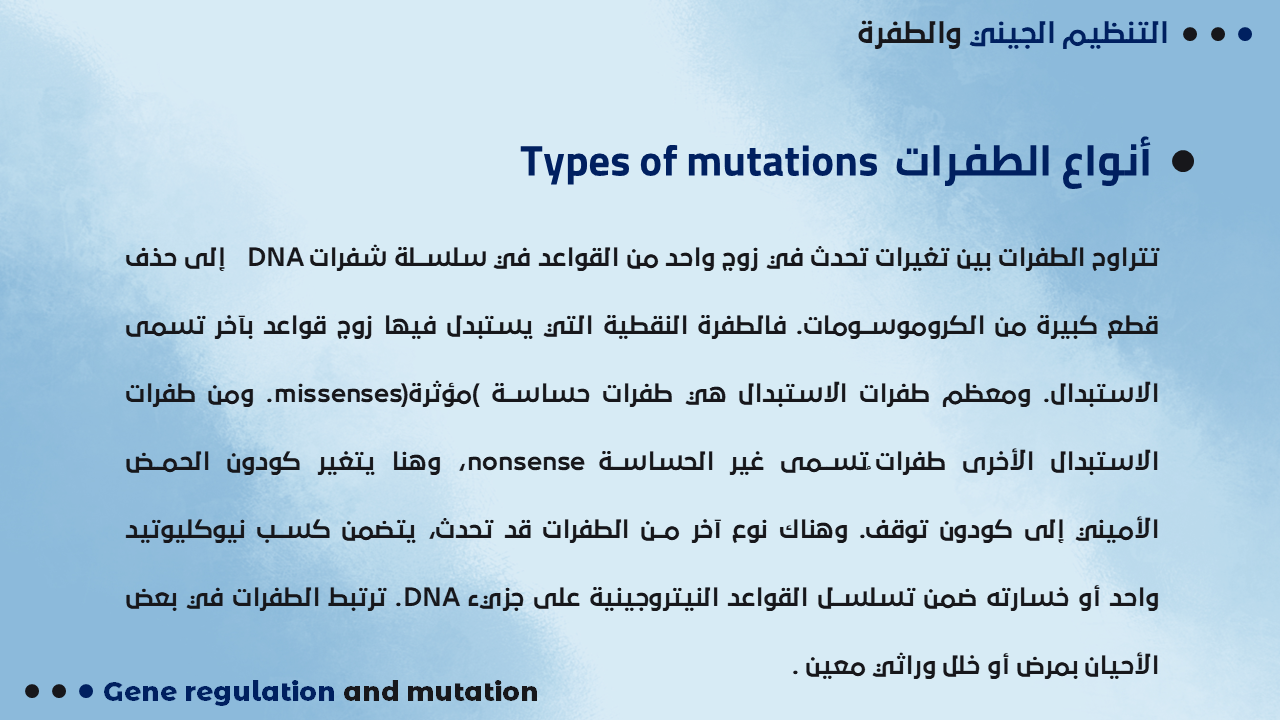 التنظيم الجيني والطفرة
أنواع الطفرات Types of mutations
تتراوح الطفرات بين تغيرات تحدث في زوج واحد من القواعد في سلسلة شفرات DNA إلى حذف
قطع كبيرة من الكروموسومات. فالطفرة النقطية التي يستبدل فيها زوج قواعد بآخر تسمى
الاستبدال. ومعظم طفرات الاستبدال هي طفرات حساسة )مؤثرة(missenses. ومن طفرات
الاستبدال الأخرى طفرات تسمى غير الحساسة nonsense، وهنا يتغير كودون الحمض
الأميني إلى كودون توقف. وهناك نوع آخر من الطفرات قد تحدث، يتضمن كسب نيوكليوتيد
واحد أو خسارته ضمن تسلسل القواعد النيتروجينية على جزيء DNA. ترتبط الطفرات في بعض
الأحيان بمرض أو خلل وراثي معين .
Gene regulation and mutation